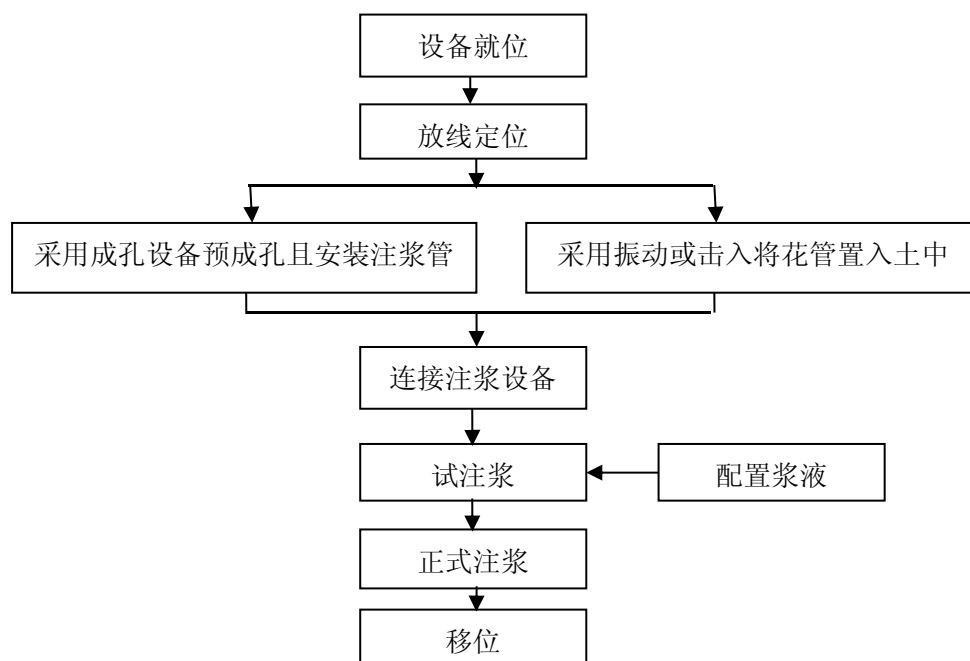 设备就位
放线定位
采用成孔设备预成孔且安装注浆管
采用振动或击入将花管置入土中
连接注浆设备
试注浆
配置浆液
正式注浆
移位